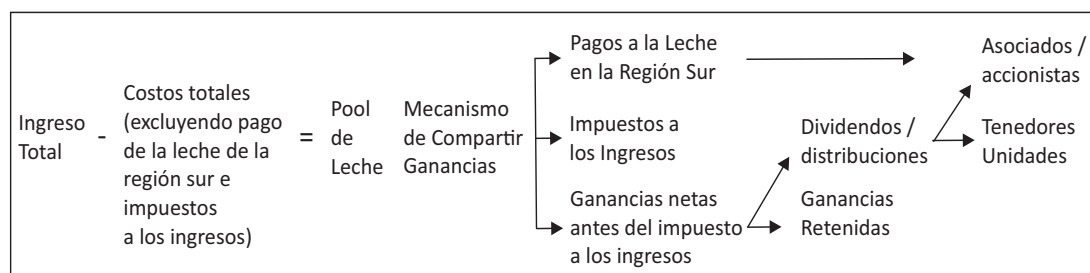 Ingreso
Total
-
Costos totales
(excluyendo pago
de la leche de la
región sur e
impuestos
a los ingresos)
=
Pool
de
Leche
Mecanismo
de Compartir
Ganancias
Pagos a la Leche
en la Región Sur
Impuestos a
los Ingresos
Ganancias netas
antes del impuesto
a los ingresos
Dividendos /
distribuciones
Ganancias
Retenidas
Asociados /
accionistas
Tenedores
Unidades